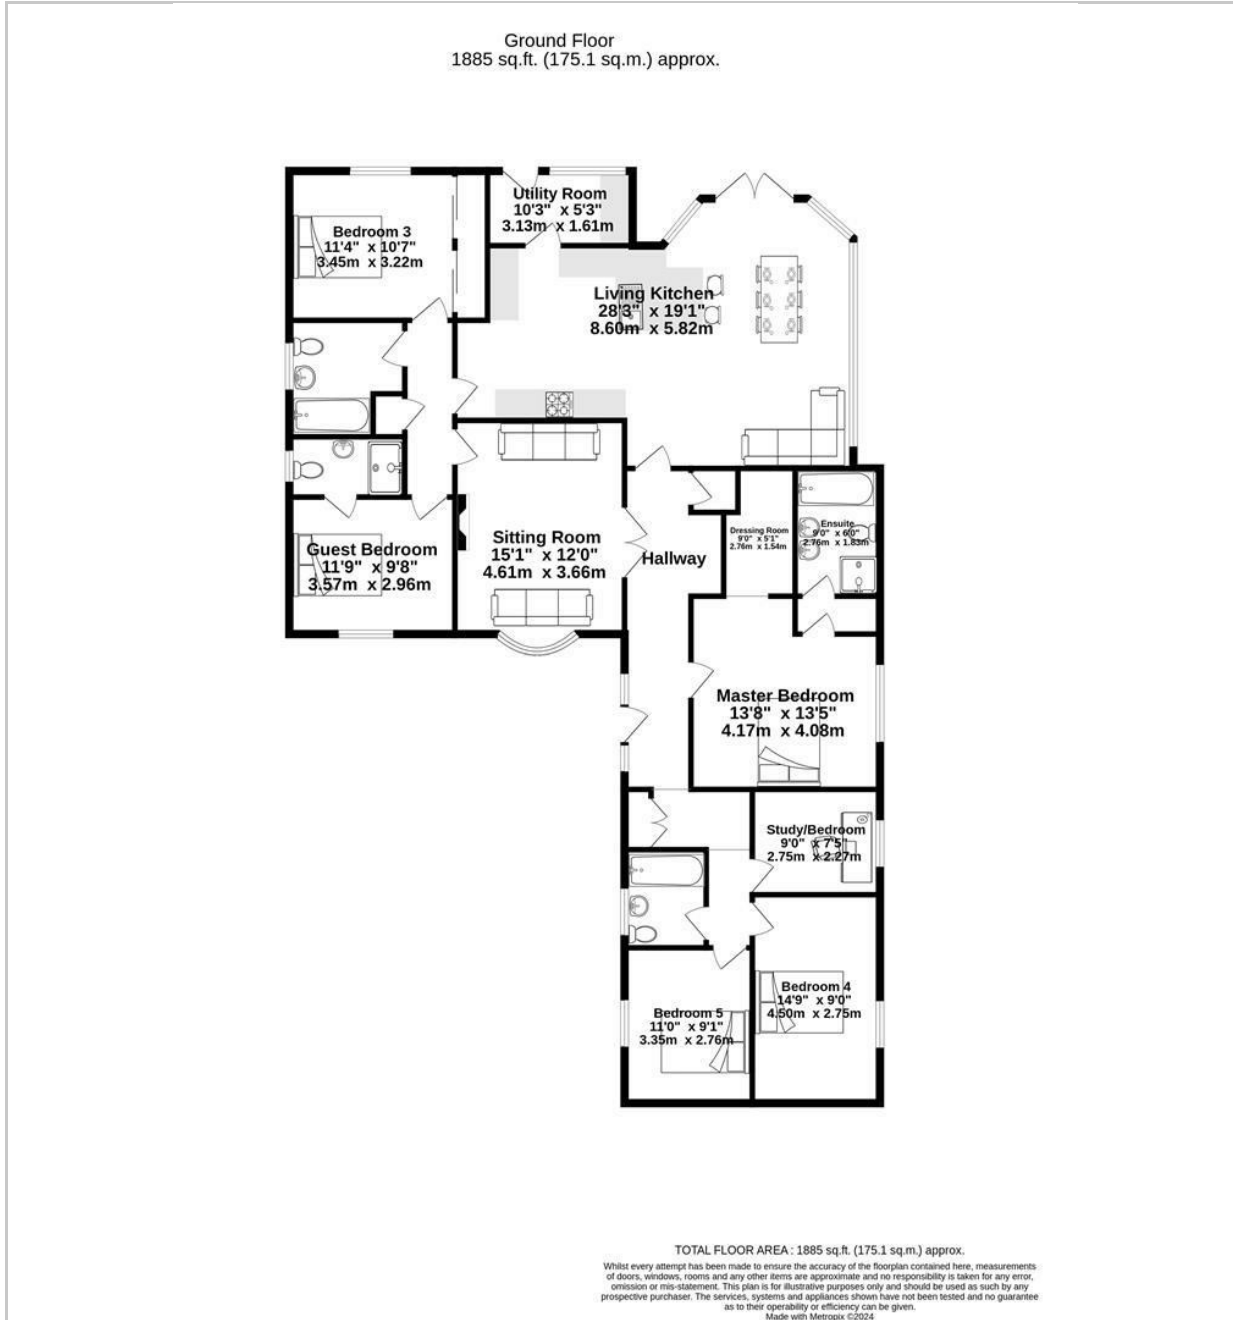 Ground Floor
1885 sq.ft. (175.1 sq.m.) approx.
Utility Room
10'3" x 5'3"
3.13m x 1.61m
Bedroom 3
11'4" x 10'7"
3.45m x 3.22m
Living Kitchen
28'3" x 19'1"
8.60m x 5.82m
Sitting Room
15'1" x 12'0"
4.61m x 3.66m
Guest Bedroom
11'9" x 9'8"
3.57m x 2.96m
Hallway
Dressing Room
9'0" x 5'1"
2.76m x 1.54m
Ensuite
9'0" x 6'0"
2.76m x 1.83m
Master Bedroom
13'8" x 13'5"
4.17m x 4.08m
Study/Bedroom
9'0" x 7'5"
2.75m x 2.27m
Bedroom 4
14'9" x 9'0"
4.50m x 2.75m
Bedroom 5
11'0" x 9'1"
3.35m x 2.76m
TOTAL FLOOR AREA : 1885 sq.ft. (175.1 sq.m.) approx.
Whilst every attempt has been made to ensure the accuracy of the floorplan contained here, measurements
of doors, windows, rooms and any other items are approximate and no responsibility is taken for any error,
omission or mis-statement. This plan is for illustrative purposes only and should be used as such by any
prospective purchaser. The services, systems and appliances shown have not been tested and no guarantee
as to their operability or efficiency can be given.
Made with Metropix ©2024